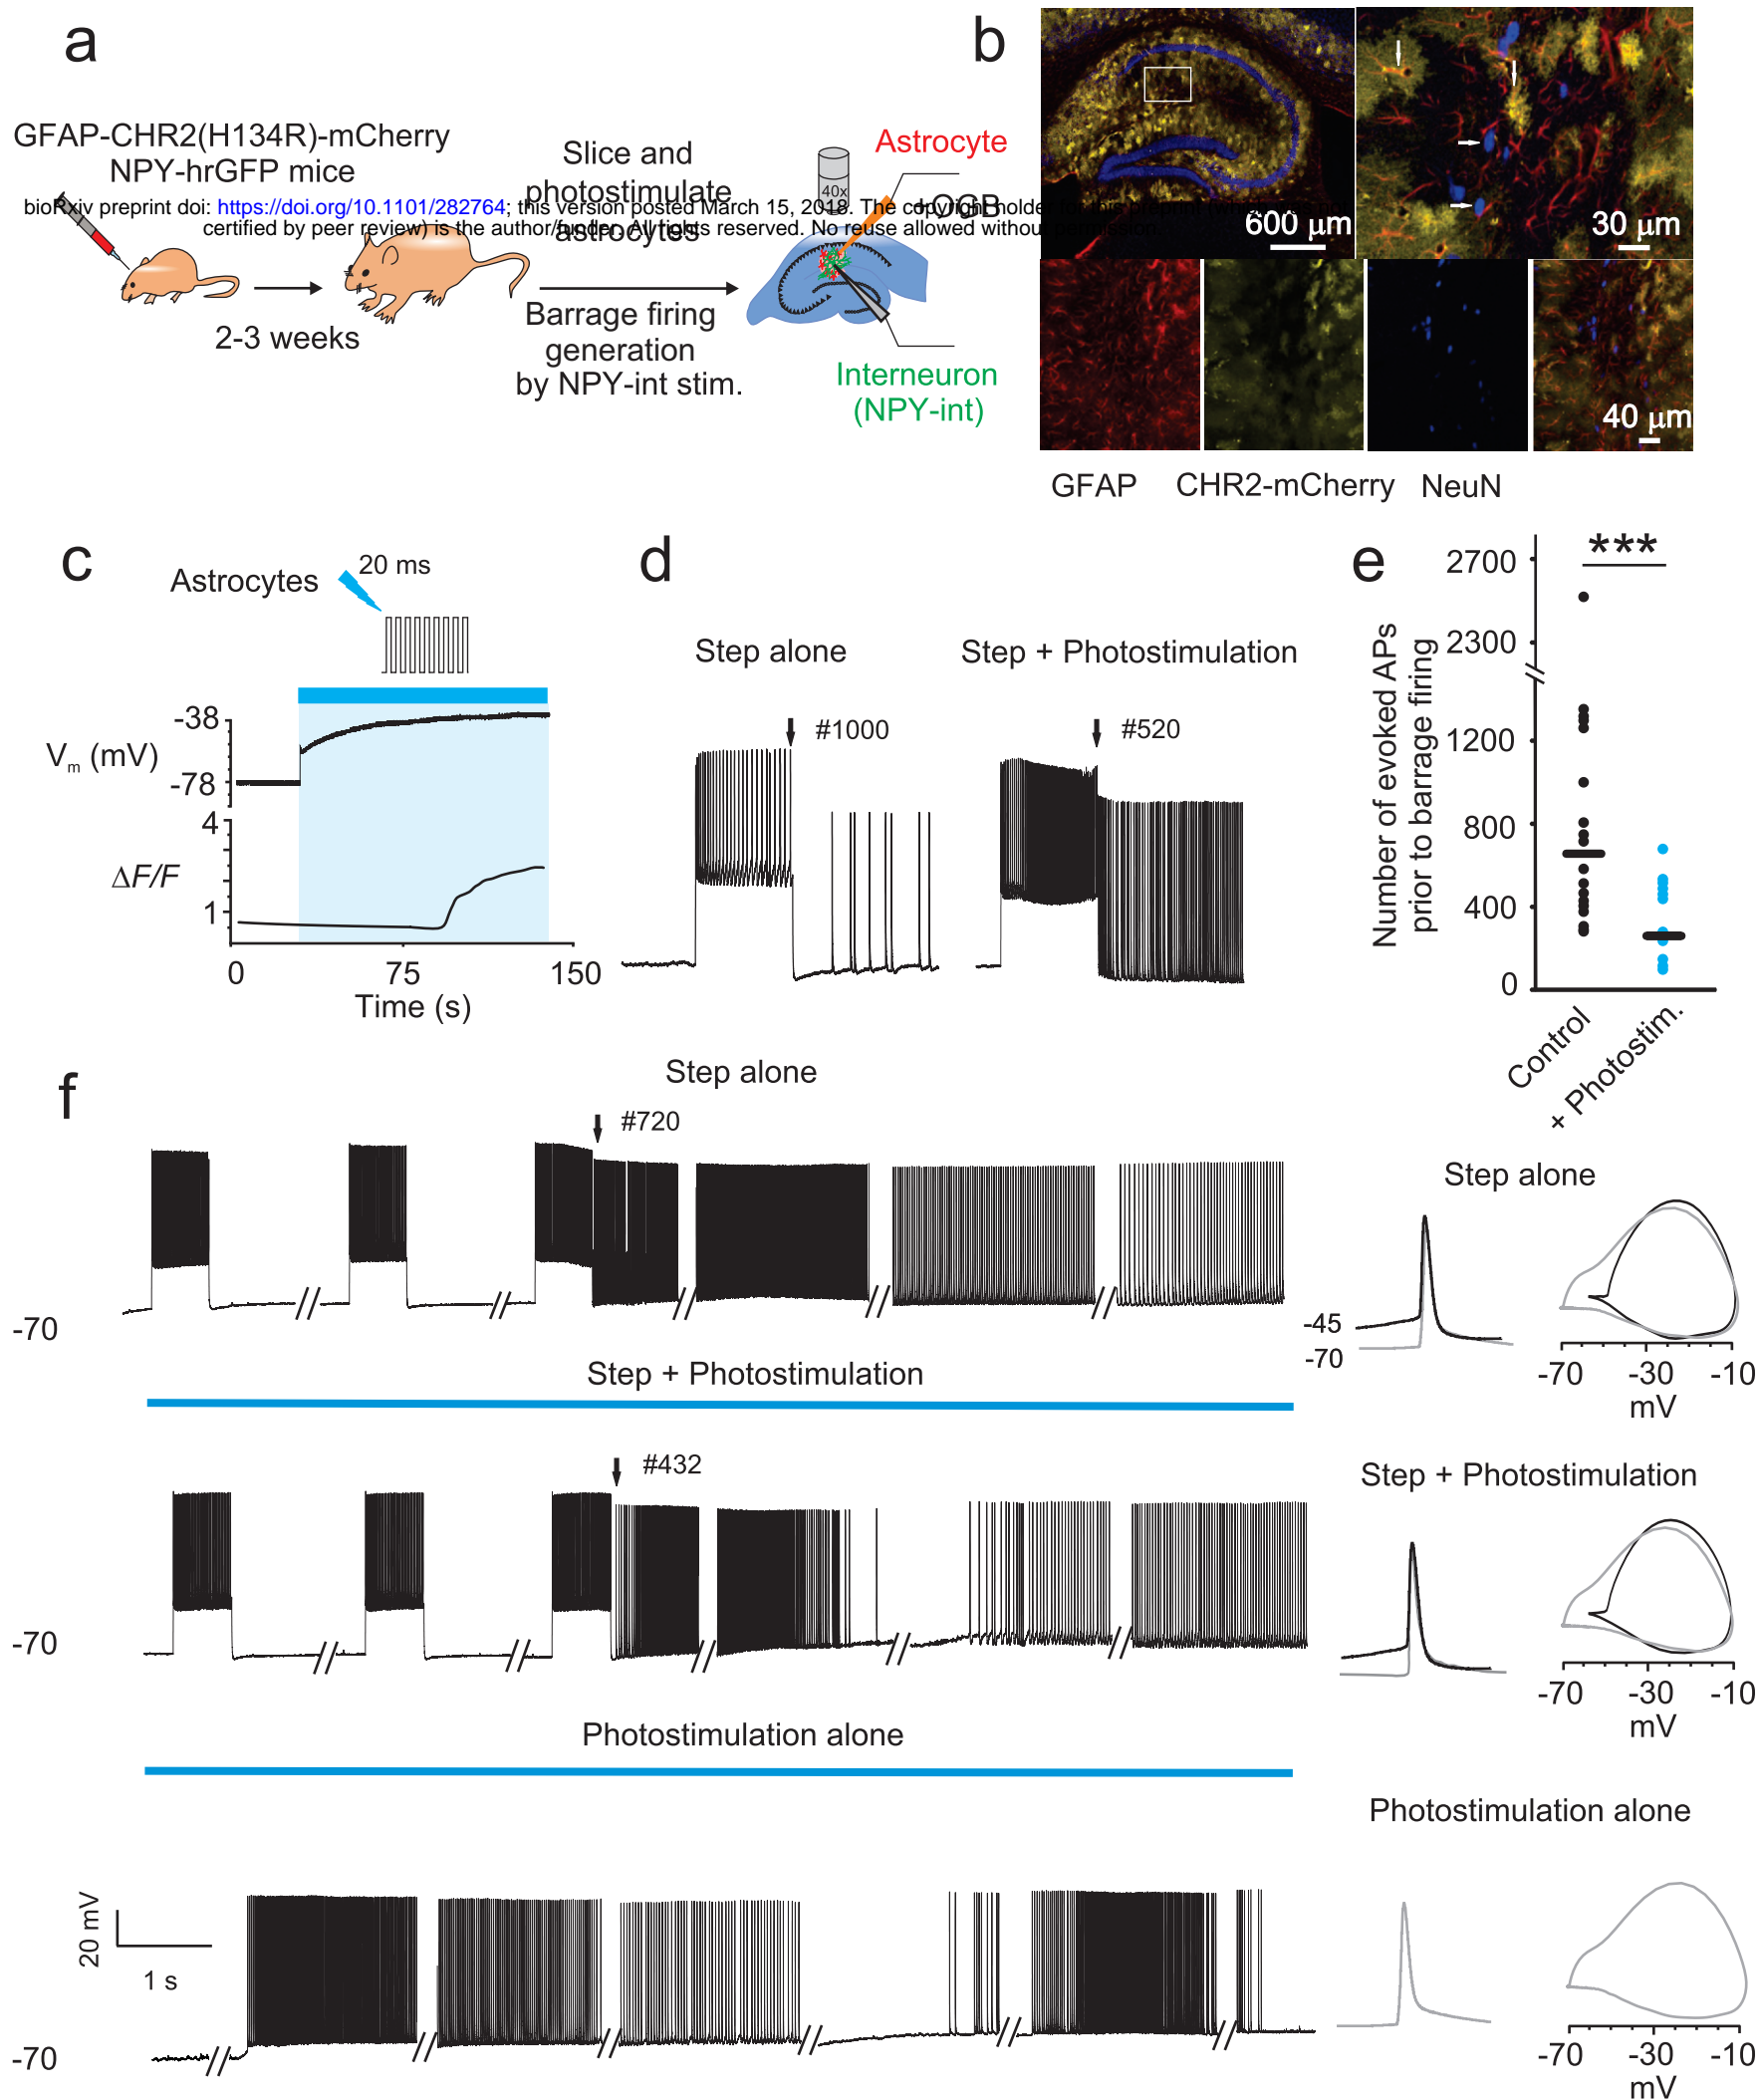 a
GFAP-CHR2(H134R)-mCherry
NPY-hrGFP mice
2-3 weeks
Slice and
photostimulate
astrocytes
Barrage firing
generation
by NPY-int stim.
40x
Astrocyte
+OGB
Interneuron
(NPY-int)
bioRxiv preprint doi: https://doi.org/10.1101/282764; this version posted March 15, 2018. The copyright holder for this preprint
certified by peer review) is the author/funder. All rights reserved. No reuse allowed without permission.
b
600 μm
30 μm
40 μm
GFAP
CHR2-mCherry
NeuN
c
Astrocytes
20 ms
-38
Vm (mV)
-78
4
ΔF/F
1
0
75
150
Time (s)
d
Step alone
#1000
Step + Photostimulation
#520
e
***
2700
2300
1200
800
400
0
Number of evoked APs
prior to barrage firing
Control
+ Photostim.
f
Step alone
#720
-70
Step alone
-45
-70
-70
-30
-10
mV
Step + Photostimulation
#432
-70
Step + Photostimulation
-70
-30
-10
mV
Photostimulation alone
20 mV
1 s
-70
Photostimulation alone
-70
-30
-10
mV